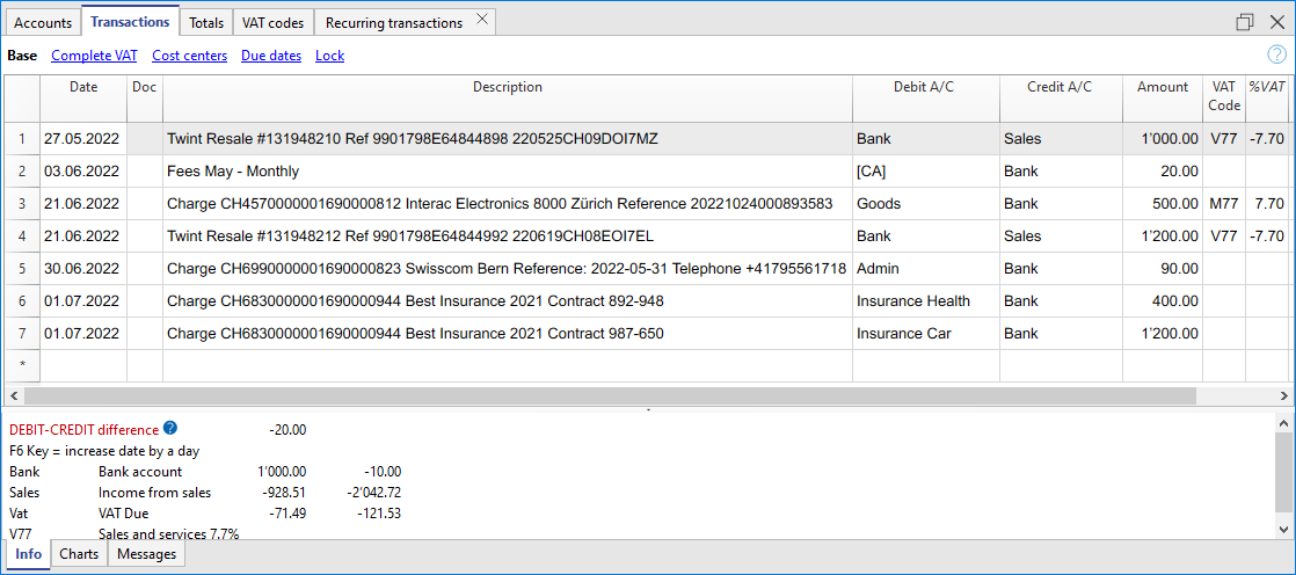 Accounts Transactions Totals VAT codes Recurring transactions
Base Complete VAT Cost centers Due dates Lock ?
Date Doc Description Debit A/C Credit A/C Amount VAT Code %VAT
1 27.05.2022 Twint Resale #131948210 Ref 9901798E64844898 220525CH09DOI7MZ Bank Sales 1'000.00 V77 -7.70
2 03.06.2022 Fees May - Monthly [CA] Bank 20.00
3 21.06.2022 Charge CH4570000001690000812 Interac Electronics 8000 Zürich Reference 20221024000893583 Goods Bank 500.00 M77 7.70
4 21.06.2022 Twint Resale #131948212 Ref 9901798E64844992 220619CH08EOI7EL Bank Sales 1'200.00 V77 -7.70
5 30.06.2022 Charge CH6990000001690000823 Swisscom Bern Reference: 2022-05-31 Telephone +41795561718 Admin Bank 90.00
6 01.07.2022 Charge CH6830000001690000944 Best Insurance 2021 Contract 892-948 Insurance Health Bank 400.00
7 01.07.2022 Charge CH6830000001690000944 Best Insurance 2021 Contract 987-650 Insurance Car Bank 1'200.00
*
DEBIT-CREDIT difference ? -20.00
F6 Key = increase date by a day
Bank Bank account 1'000.00 -10.00
Sales Income from sales -928.51 -2'042.72
Vat VAT Due -71.49 -121.53
V77 Sales and services 7.7%
Info Charts Messages